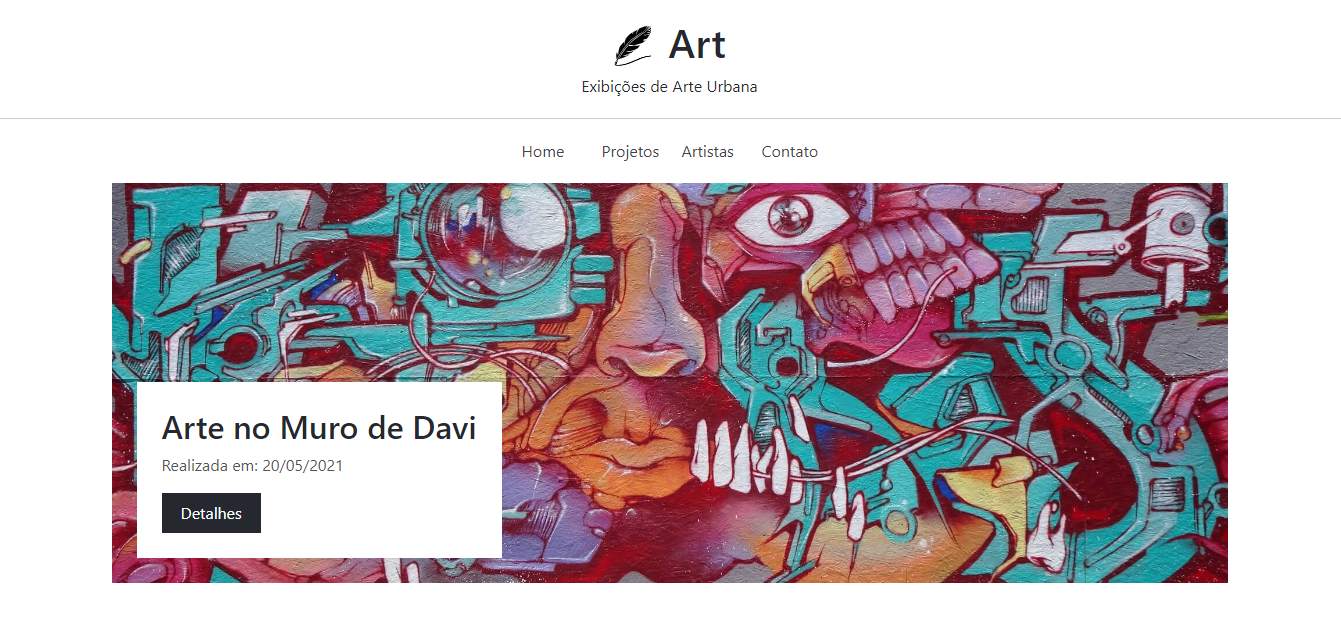 Art
Exibições de Arte Urbana
Home Projetos Artistas Contato
Arte no Muro de Davi
Realizada em: 20/05/2021
Detalhes